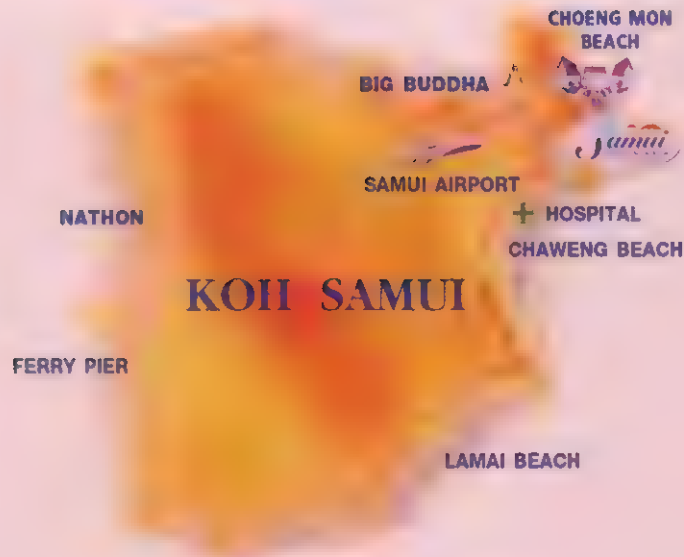 CHOENG MON
BEACH
BIG BUDDHA
Samui
SAMUI AIRPORT
NATHON
HOSPITAL
CHAWENG BEACH
KOH SAMUI
FERRY PIER
LAMAI BEACH